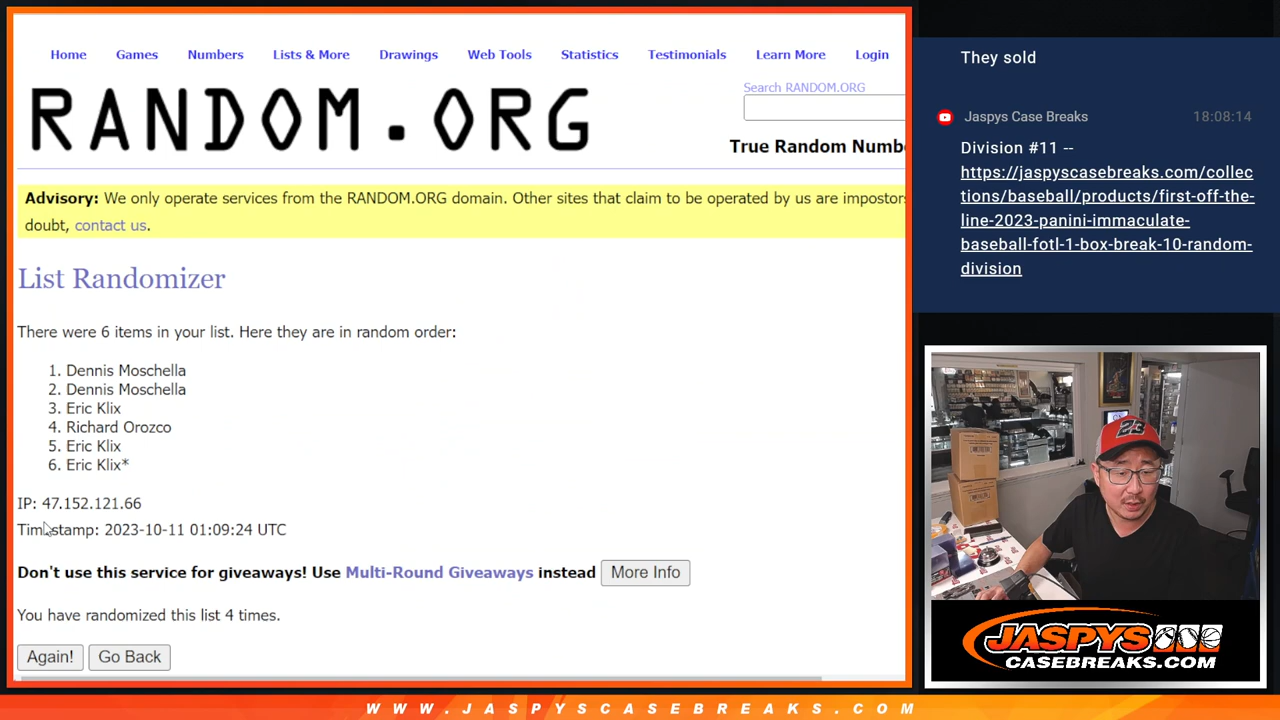 Home Games Numbers Lists & More Drawings Web Tools Statistics Testimonials Learn More Login
RANDOM.ORG
Search RANDOM.ORG
True Random Numb
Advisory: We only operate services from the RANDOM.ORG domain. Other sites that claim to be operated by us are impostors
doubt, contact us.
List Randomizer
There were 6 items in your list. Here they are in random order:
1. Dennis Moschella
2. Dennis Moschella
3. Eric Klix
4. Richard Orozco
5. Eric Klix
6. Eric Klix*
IP: 47.152.121.66
Timestamp: 2023-10-11 01:09:24 UTC
Don't use this service for giveaways! Use Multi-Round Giveaways instead More Info
You have randomized this list 4 times.
Again! Go Back
They sold
Jaspys Case Breaks 18:08:14
Division #11 --
https://jaspyscasebreaks.com/collec
tions/baseball/products/first-off-the-
line-2023-panini-immaculate-
baseball-fotl-1-box-break-10-random-
division
23
JASPYS
CASEBREAKS.COM
WWW.JASPYSCASEBREAKS.COM